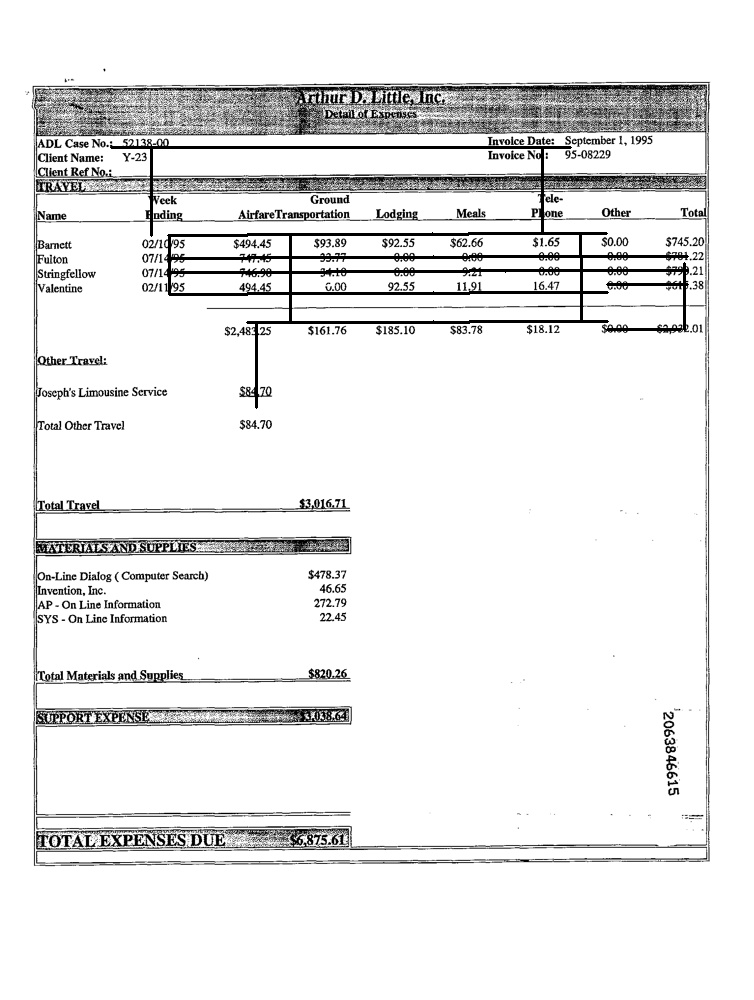 Arthur D. Little, Inc.
Detail of Expenses
ADL Case No.: 52138-00 Invoice Date: September 1, 1995
Client Name: Y-23 Invoice No.: 95-08229
Client Ref No.:
TRAVEL
Week Ground Tele-
Name Ending Airfare Transportation Lodging Meals Phone Other Total
Barnett 02/10/95 $494.45 $93.89 $92.55 $62.66 $1.65 $0.00 $745.20
Fulton 07/14/95 747.45 33.77 0.00 0.00 0.00 0.00 $781.22
Stringfellow 07/14/95 746.90 34.10 0.00 9.21 0.00 0.00 $790.21
Valentine 02/11/95 494.45 0.00 92.55 11.91 16.47 0.00 $615.38
$2,483.25 $161.76 $185.10 $83.78 $18.12 $0.00 $2,932.01
Other Travel:
Joseph's Limousine Service $84.70
Total Other Travel $84.70
Total Travel $3,016.71
MATERIALS AND SUPPLIES
On-Line Dialog ( Computer Search) $478.37
Invention, Inc. 46.65
AP - On Line Information 272.79
SYS - On Line Information 22.45
Total Materials and Supplies $820.26
SUPPORT EXPENSE $3,038.64
2063846615
TOTAL EXPENSES DUE $6,875.61